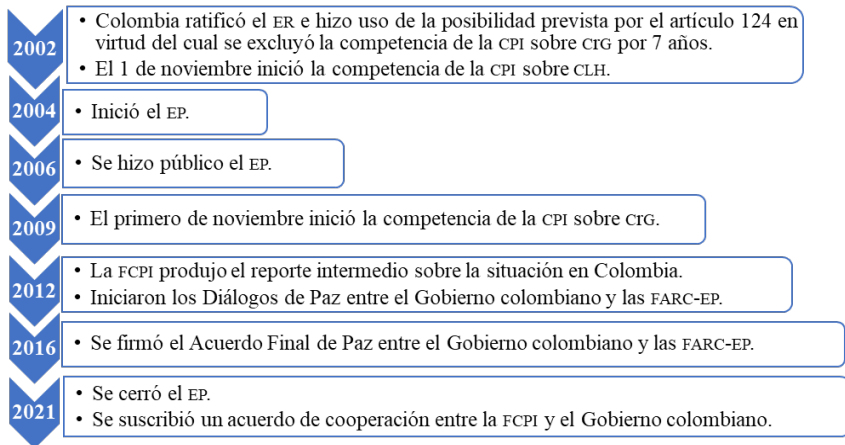 2002
• Colombia ratificó el ER e hizo uso de la posibilidad prevista por el artículo 124 en
virtud del cual se excluyó la competencia de la CPI sobre CrG por 7 años.
• El 1 de noviembre inició la competencia de la CPI sobre CLH.
2004
• Inició el EP.
2006
• Se hizo público el EP.
2009
• El primero de noviembre inició la competencia de la CPI sobre CrG.
2012
• La FCPI produjo el reporte intermedio sobre la situación en Colombia.
• Iniciaron los Diálogos de Paz entre el Gobierno colombiano y las FARC-EP.
2016
• Se firmó el Acuerdo Final de Paz entre el Gobierno colombiano y las FARC-EP.
2021
• Se cerró el EP.
• Se suscribió un acuerdo de cooperación entre la FCPI y el Gobierno colombiano.